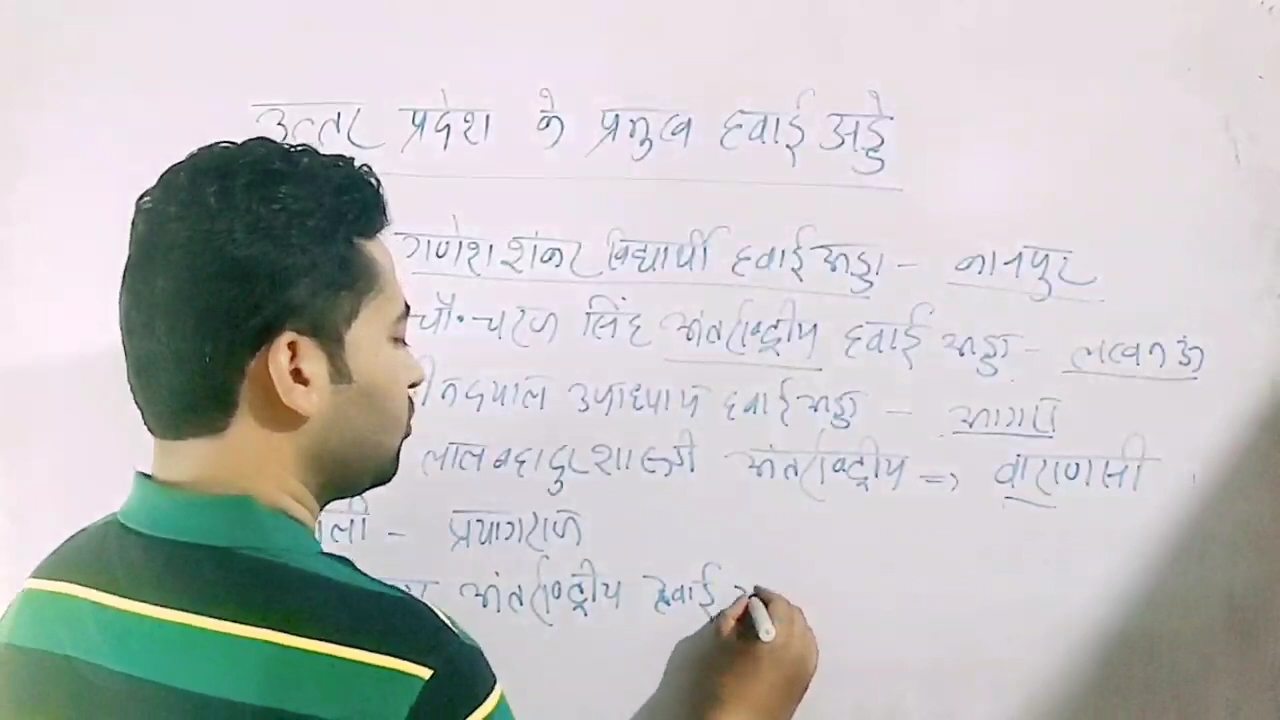 उत्तर प्रदेश के प्रमुख हवाई अड्डे
गणेश शंकर विद्यार्थी हवाई अड्डा - कानपुर
चौ. चरण सिंह अंतर्राष्ट्रीय हवाई अड्डा - लखनऊ
दीनदयाल उपाध्याय हवाई अड्डा - आगरा
लाल बहादुर शास्त्री अंतर्राष्ट्रीय => वाराणसी
- प्रयागराज
अंतर्राष्ट्रीय हवाई